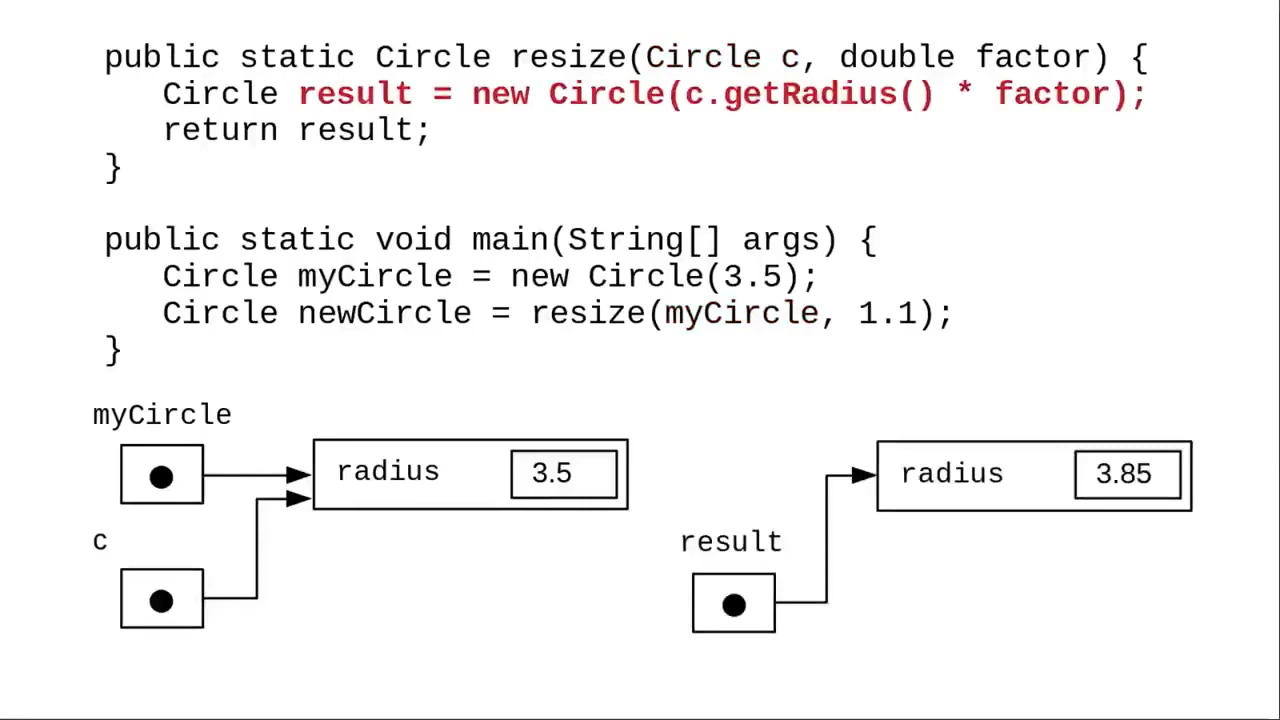 public static Circle resize(Circle c, double factor) {
Circle result = new Circle(c.getRadius() * factor);
return result;
}
public static void main(String[] args) {
Circle myCircle = new Circle(3.5);
Circle newCircle = resize(myCircle, 1.1);
}
myCircle
radius 3.5
radius 3.85
c
result